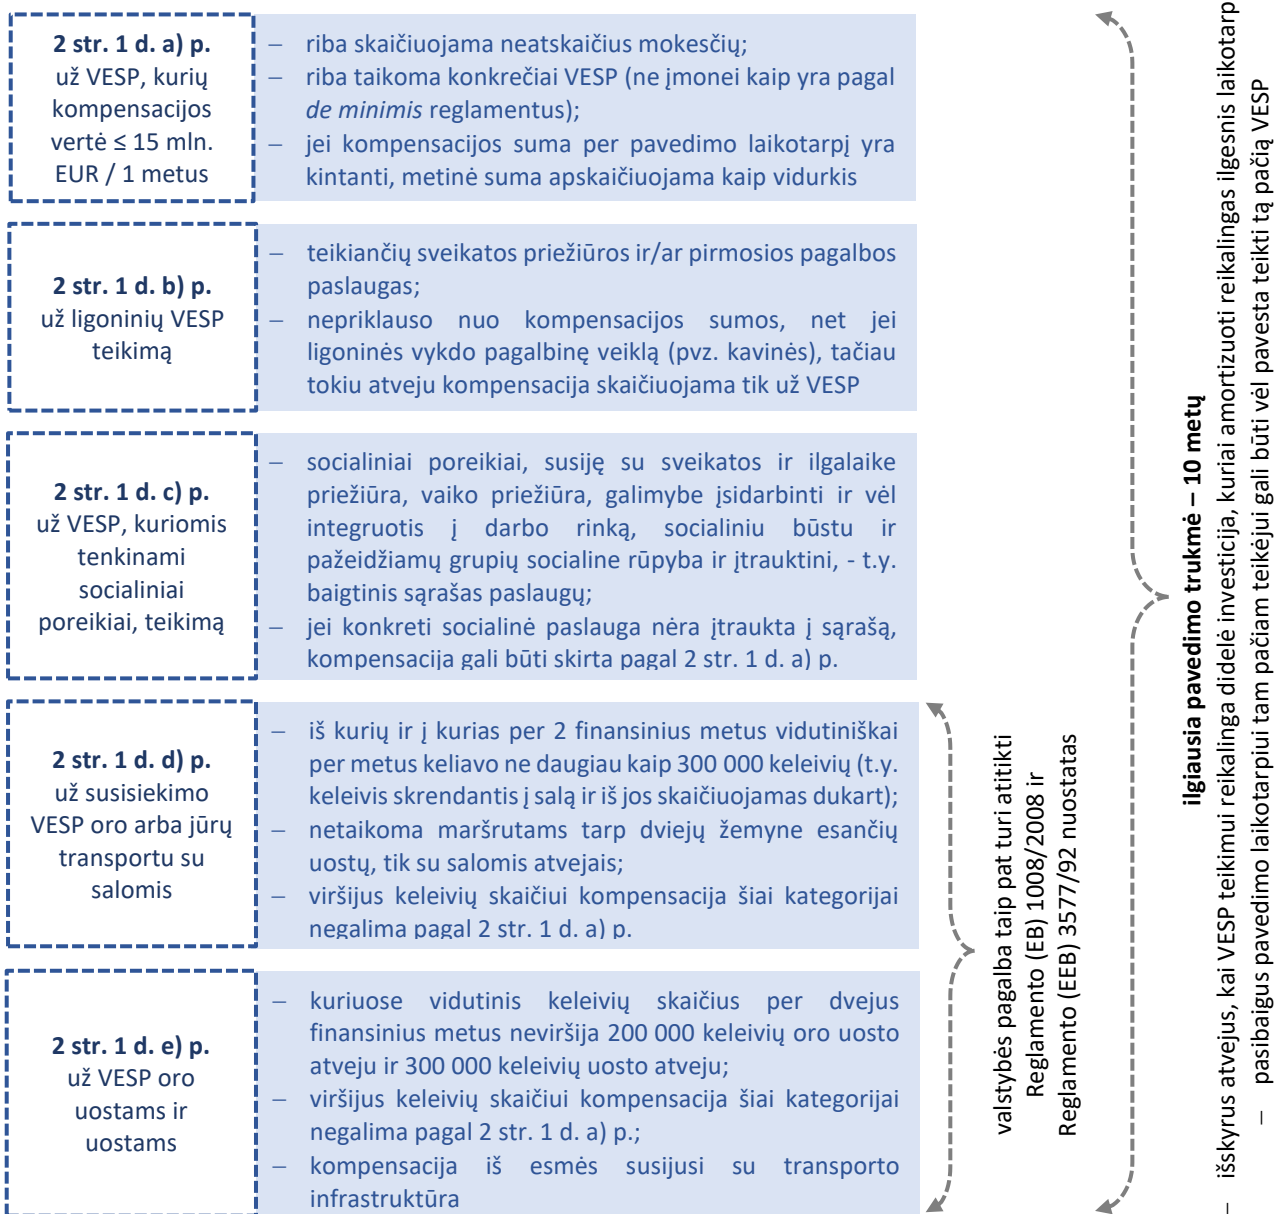 2 str. 1 d. a) p.
už VESP, kurių
kompensacijos
vertė ≤ 15 mln.
EUR / 1 metus
– riba skaičiuojama neatskaičius mokesčių;
– riba taikoma konkrečiai VESP (ne įmonei kaip yra pagal
de minimis reglamentus);
– jei kompensacijos suma per pavedimo laikotarpį yra
kintanti, metinė suma apskaičiuojama kaip vidurkis
2 str. 1 d. b) p.
už ligoninių VESP
teikimą
– teikiančių sveikatos priežiūros ir/ar pirmosios pagalbos
paslaugas;
– nepriklauso nuo kompensacijos sumos, net jei
ligoninės vykdo pagalbinę veiklą (pvz. kavinės), tačiau
tokiu atveju kompensacija skaičiuojama tik už VESP
2 str. 1 d. c) p.
už VESP, kuriomis
tenkinami
socialiniai
poreikiai, teikimą
– socialiniai poreikiai, susiję su sveikatos ir ilgalaike
priežiūra, vaiko priežiūra, galimybe įsidarbinti ir vėl
integruotis į darbo rinką, socialiniu būstu ir
pažeidžiamų grupių socialine rūpyba ir įtrauktini, - t.y.
baigtinis sąrašas paslaugų;
– jei konkreti socialinė paslauga nėra įtraukta į sąrašą,
kompensacija gali būti skirta pagal 2 str. 1 d. a) p.
2 str. 1 d. d) p.
už susisiekimo
VESP oro arba jūrų
transportu su
salomis
– iš kurių ir į kurias per 2 finansinius metus vidutiniškai
per metus keliavo ne daugiau kaip 300 000 keleivių (t.y.
keleivis skrendantis į salą ir iš jos skaičiuojamas dukart);
– netaikoma maršrutams tarp dviejų žemyne esančių
uostų, tik su salomis atvejais;
– viršijus keleivių skaičiui kompensacija šiai kategorijai
negalima pagal 2 str. 1 d. a) p.
2 str. 1 d. e) p.
už VESP oro
uostams ir
uostams
– kuriuose vidutinis keleivių skaičius per dvejus
finansinius metus neviršija 200 000 keleivių oro uosto
atveju ir 300 000 keleivių uosto atveju;
– viršijus keleivių skaičiui kompensacija šiai kategorijai
negalima pagal 2 str. 1 d. a) p.;
– kompensacija iš esmės susijusi su transporto
infrastruktūra
valstybės pagalba taip pat turi atitikti
Reglamento (EB) 1008/2008 ir
Reglamento (EEB) 3577/92 nuostatas
ilgiausia pavedimo trukmė – 10 metų
– išskyrus atvejus, kai VESP teikimui reikalinga didelė investicija, kuriai amortizuoti reikalingas ilgesnis laikotarp
– pasibaigus pavedimo laikotarpiui tam pačiam teikėjui gali būti vėl pavesta teikti tą pačią VESP